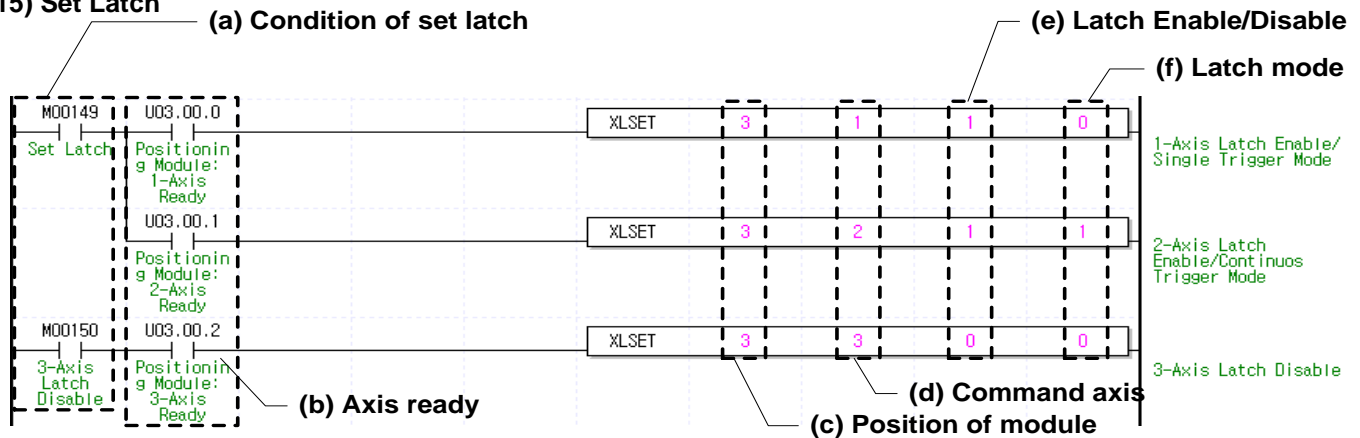 15) Set Latch
(a) Condition of set latch
(e) Latch Enable/Disable
(f) Latch mode
M00149
U03.00.0
XLSET 3 1 1 0
Set Latch
Positionin
g Module:
1-Axis
Ready
1-Axis Latch Enable/
Single Trigger Mode
U03.00.1
XLSET 3 2 1 1
Positionin
g Module:
2-Axis
Ready
2-Axis Latch
Enable/Continuos
Trigger Mode
M00150
U03.00.2
XLSET 3 3 0 0
3-Axis
Latch
Disable
Positionin
g Module:
3-Axis
Ready
3-Axis Latch Disable
(b) Axis ready
(d) Command axis
(c) Position of module